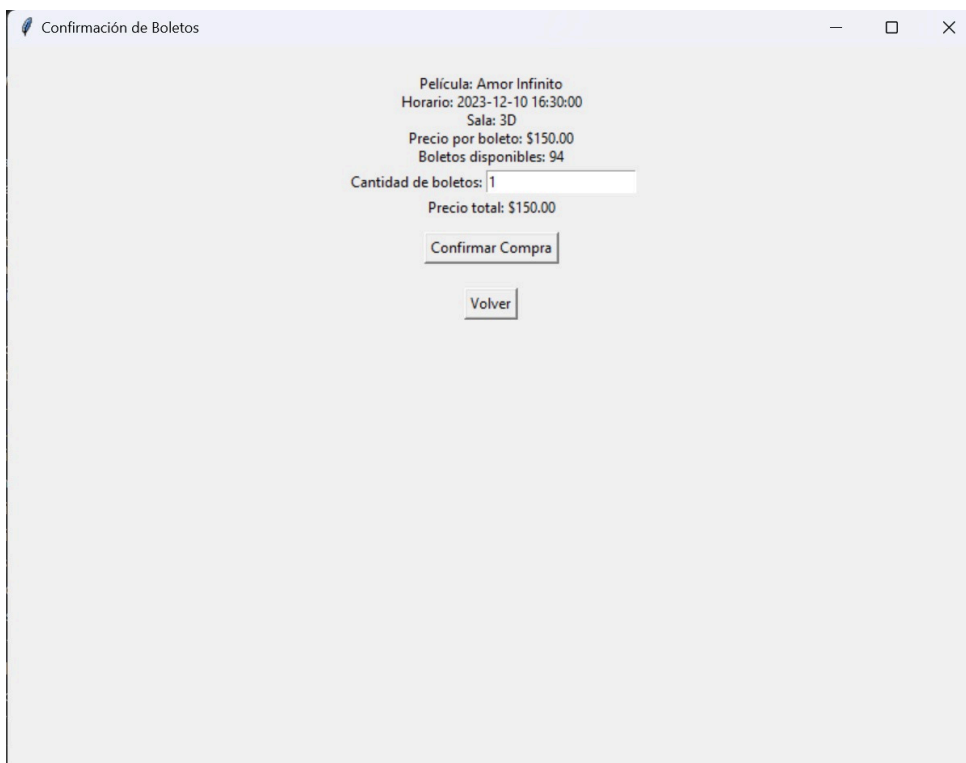 Confirmación de Boletos
Película: Amor Infinito
Horario: 2023-12-10 16:30:00
Sala: 3D
Precio por boleto: $150.00
Boletos disponibles: 94
Cantidad de boletos: 1
Precio total: $150.00
Confirmar Compra
Volver